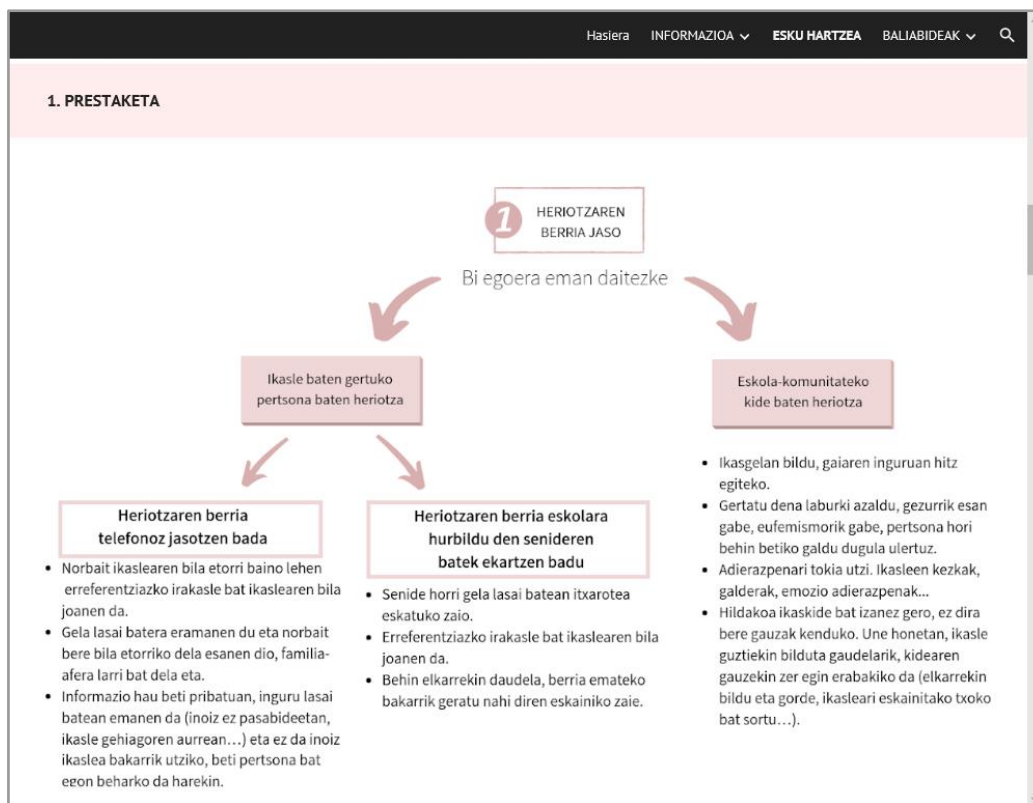 Hasiera INFORMAZIOA ESKU HARTZEA BALIABIDEAK
1. PRESTAKETA
1
HERIOTZAREN
BERRIA JASO
Bi egoera eman daitezke
Ikasle baten gertuko
pertsona baten heriotza
Heriotzaren berria
telefonoz jasotzen bada
• Norbait ikaslearen bila etorri baino lehen
erreferentziazko irakasle bat ikaslearen bila
joanen da.
• Gela lasai batera eramanen du eta norbait
bere bila etorriko dela esanen dio, familia-
afera larri bat dela eta.
• Informazio hau beti pribatuan, inguru lasai
batean emanen da (inoiz ez pasabideetan,
ikasle gehiagoren aurrean...) eta ez da inoiz
ikaslea bakarrik utziko, beti pertsona bat
egon beharko da harekin.
Heriotzaren berria eskolara
hurbildu den senideren
batek ekartzen badu
• Senide horri gela lasai batean itxarotea
eskatuko zaio.
• Erreferentziazko irakasle bat ikaslearen bila
joanen da.
• Behin elkarrekin daudela, berria emateko
bakarrik geratu nahi diren eskainiko zaie.
Eskola-komunitateko
kide baten heriotza
• Ikasgelan bildu, gaiaren inguruan hitz
egiteko.
• Gertatu dena laburki azaldu, gezurrik esan
gabe, eufemismorik gabe, pertsona hori
behin betiko galdu dugula ulertuz.
• Adierazpenari tokia utzi. Ikasleen kezkak,
galderak, emozio adierazpenak...
• Hildakoa ikaskide bat izanez gero, ez dira
bere gauzak kenduko. Une honetan, ikasle
guztiekin bilduta gaudelarik, kidearen
gauzekin zer egin erabakiko da (elkarrekin
bildu eta gorde, ikasleari eskainitako txoko
bat sortu...).